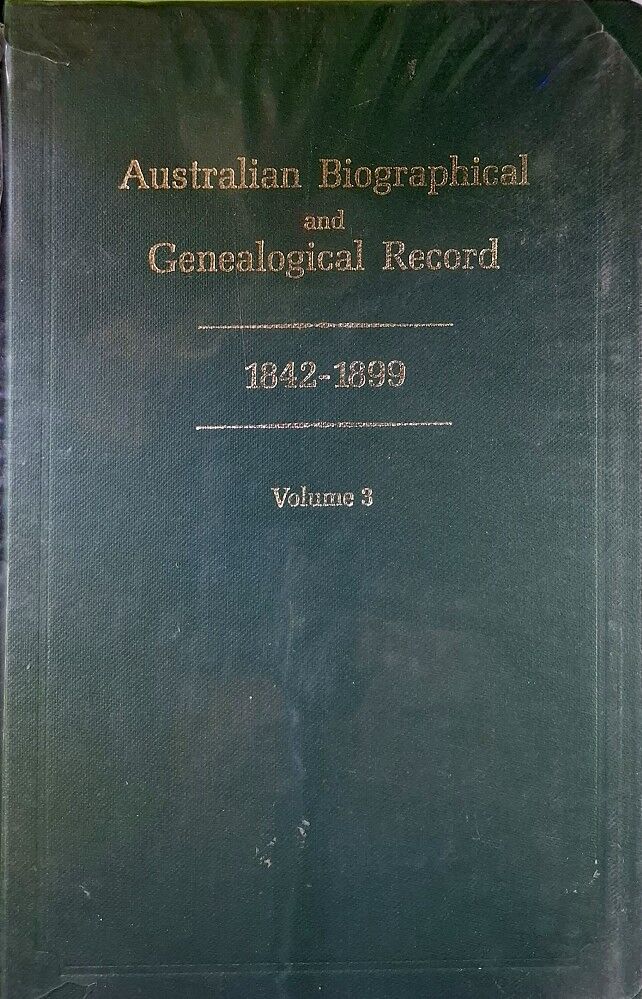 Australian Biographical
and
Genealogical Record
1842-1899
Volume 3